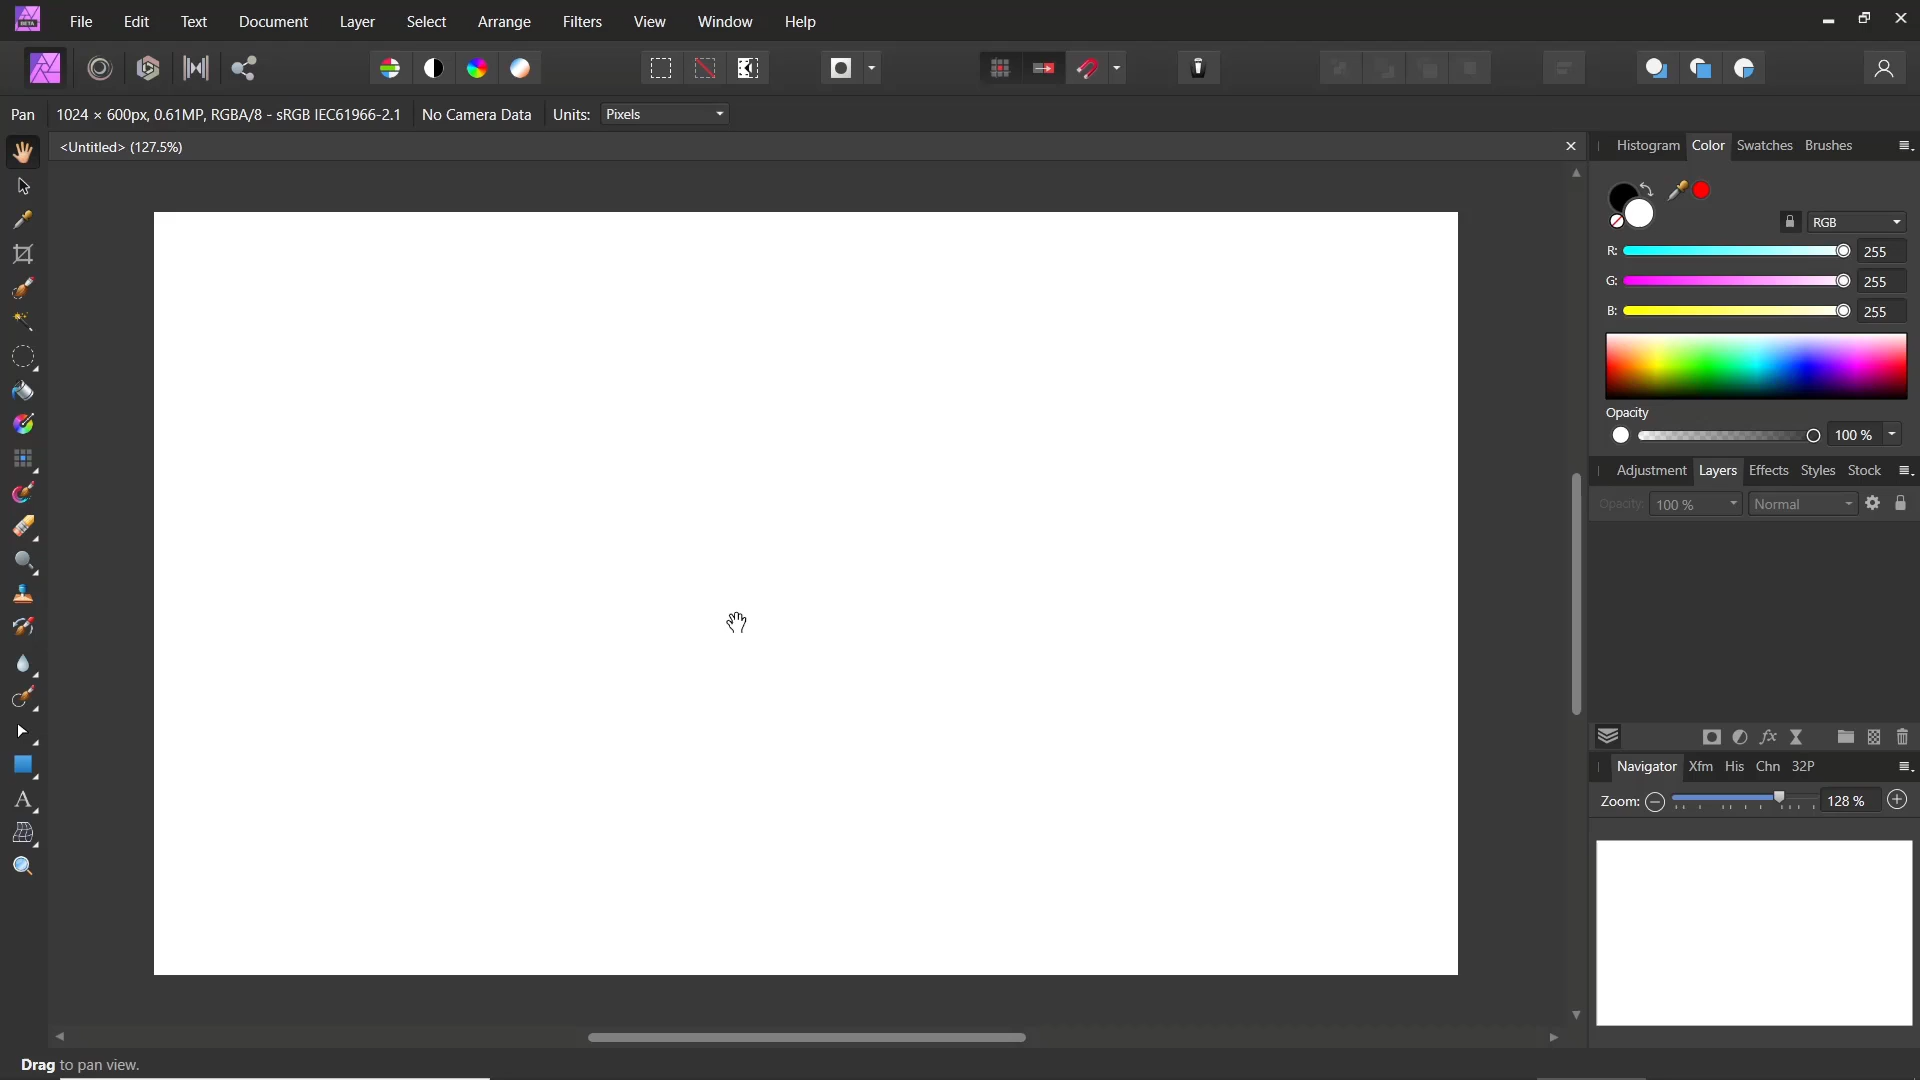 File Edit Text Document Layer Select Arrange Filters View Window Help
Pan 1024 × 600px, 0.61MP, RGBA/8 - sRGB IEC61966-2.1 No Camera Data Units: Pixels
<Untitled> (127.5%)
Histogram Color Swatches Brushes
RGB
R: 255
G: 255
B: 255
Opacity
100 %
Adjustment Layers Effects Styles Stock
Opacity: 100 % Normal
fx
Navigator Xfm His Chn 32P
Zoom: 128 %
Drag to pan view.